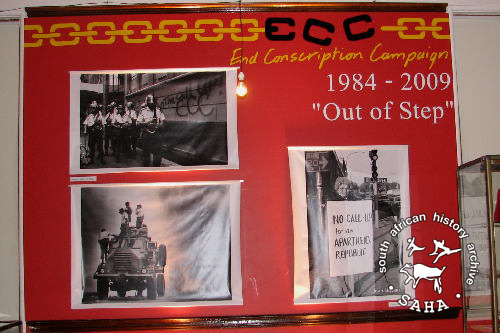 ECC
End Conscription Campaign
1984 - 2009
"Out of Step"
ECC
NO CALL-UP
for an
APARTHEID
REPUBLIC
south african history archive
SAHA